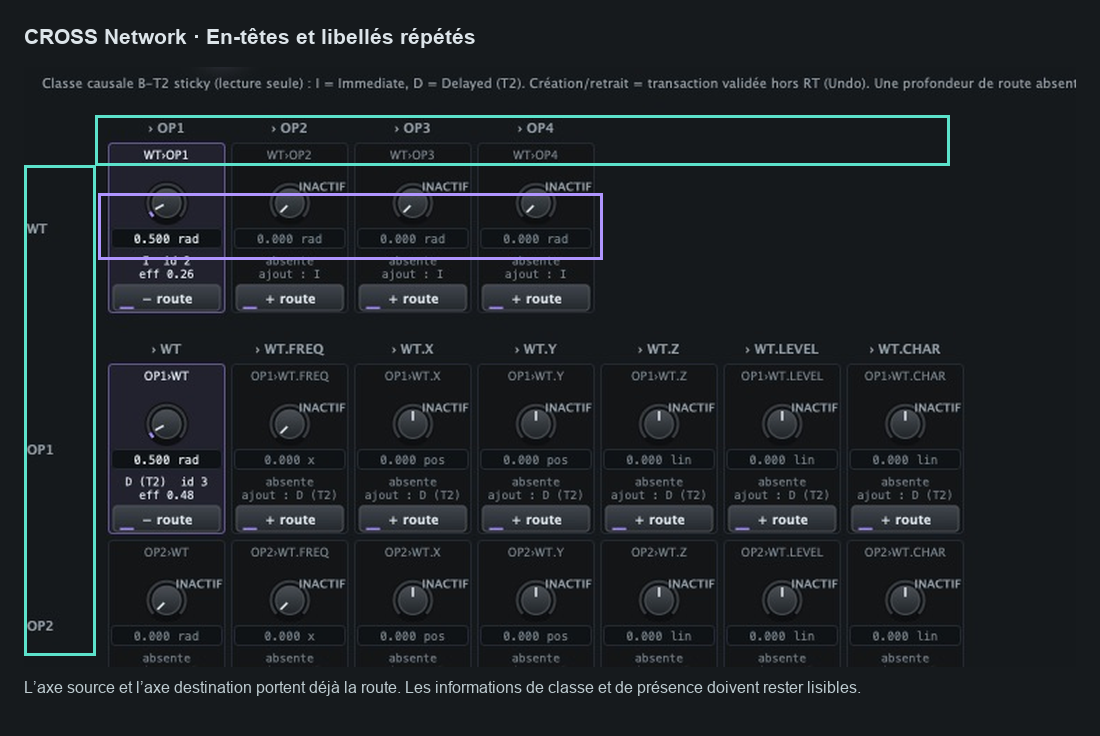 CROSS Network · En-têtes et libellés répétés
Classe causale B–T2 sticky (lecture seule) : I = Immediate, D = Delayed (T2). Création/retrait = transaction validée hors RT (Undo). Une profondeur de route absent
› OP1 › OP2 › OP3 › OP4
WT›OP1 WT›OP2 WT›OP3 WT›OP4
INACTIF INACTIF INACTIF
WT
0.500 rad 0.000 rad 0.000 rad 0.000 rad
I id 2 absente absente absente
eff 0.26 ajout : I ajout : I ajout : I
− route + route + route + route
› WT › WT.FREQ › WT.X › WT.Y › WT.Z › WT.LEVEL › WT.CHAR
OP1›WT OP1›WT.FREQ OP1›WT.X OP1›WT.Y OP1›WT.Z OP1›WT.LEVEL OP1›WT.CHAR
INACTIF INACTIF INACTIF INACTIF INACTIF INACTIF
OP1
0.500 rad 0.000 x 0.000 pos 0.000 pos 0.000 lin 0.000 lin 0.000 lin
D (T2) id 3 absente absente absente absente absente absente
eff 0.48 ajout : D (T2) ajout : D (T2) ajout : D (T2) ajout : D (T2) ajout : D (T2) ajout : D (T2)
− route + route + route + route + route + route + route
OP2›WT OP2›WT.FREQ OP2›WT.X OP2›WT.Y OP2›WT.Z OP2›WT.LEVEL OP2›WT.CHAR
INACTIF INACTIF INACTIF INACTIF INACTIF INACTIF INACTIF
OP2
0.000 rad 0.000 x 0.000 pos 0.000 pos 0.000 lin 0.000 lin 0.000 lin
absente absente absente absente absente absente absente
L’axe source et l’axe destination portent déjà la route. Les informations de classe et de présence doivent rester lisibles.